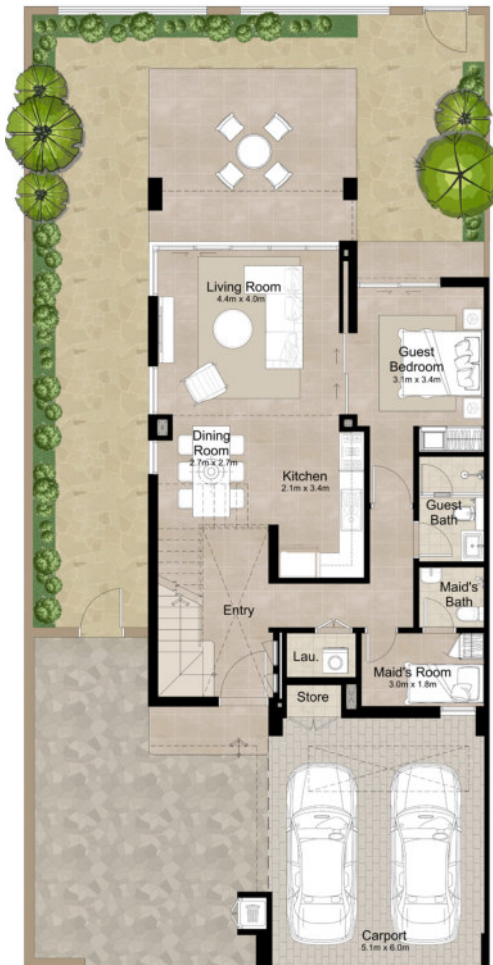 Living Room
4.4m x 4.0m
Guest
Bedroom
3.1m x 3.4m
Dining
Room
2.7m x 2.7m
Kitchen
2.1m x 3.4m
Guest
Bath
Maid's
Bath
Entry
Lau.
Maid's Room
3.0m x 1.8m
Store
Carport
5.1m x 6.0m